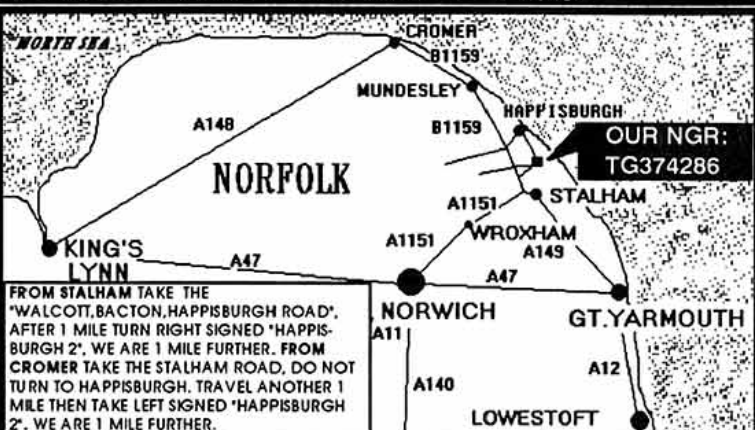 NORTH SEA
CROMER
B1159
MUNDESLEY
HAPPISBURGH
A148
B1159
OUR NGR:
TG374286
NORFOLK
STALHAM
A1151
WROXHAM
A1151
A149
KING'S
LYNN
A47
A47
NORWICH
GT.YARMOUTH
FROM STALHAM TAKE THE
"WALCOTT,BACTON,HAPPISBURGH ROAD",
AFTER 1 MILE TURN RIGHT SIGNED "HAPPIS-
BURGH 2", WE ARE 1 MILE FURTHER. FROM
CROMER TAKE THE STALHAM ROAD, DO NOT
TURN TO HAPPISBURGH. TRAVEL ANOTHER 1
MILE THEN TAKE LEFT SIGNED "HAPPISBURGH
2", WE ARE 1 MILE FURTHER.
A11
A140
A12
LOWESTOFT